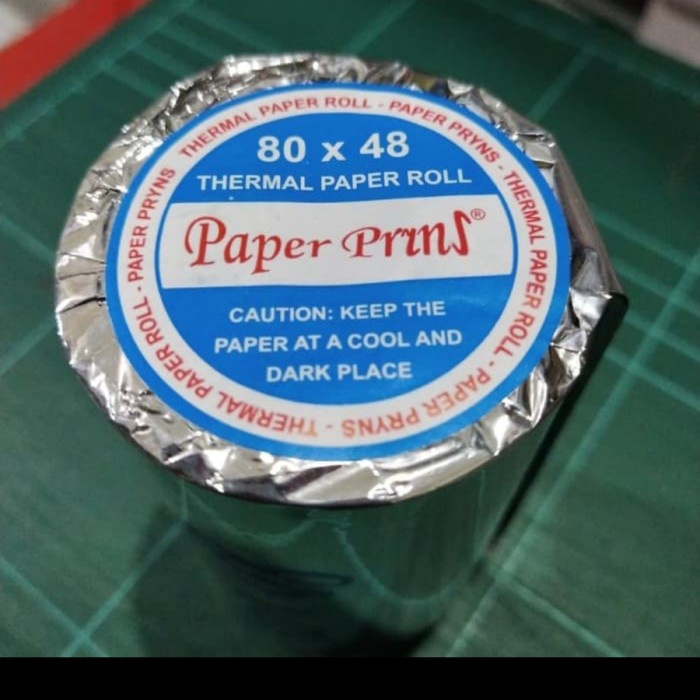 THERMAL PAPER ROLL - PAPER PRYNS - THERMAL PAPER ROLL - PAPER PRYNS - THERMAL PAPER ROLL - PAPER PRYNS
80 x 48
THERMAL PAPER ROLL
Paper Pryns®
CAUTION: KEEP THE
PAPER AT A COOL AND
DARK PLACE